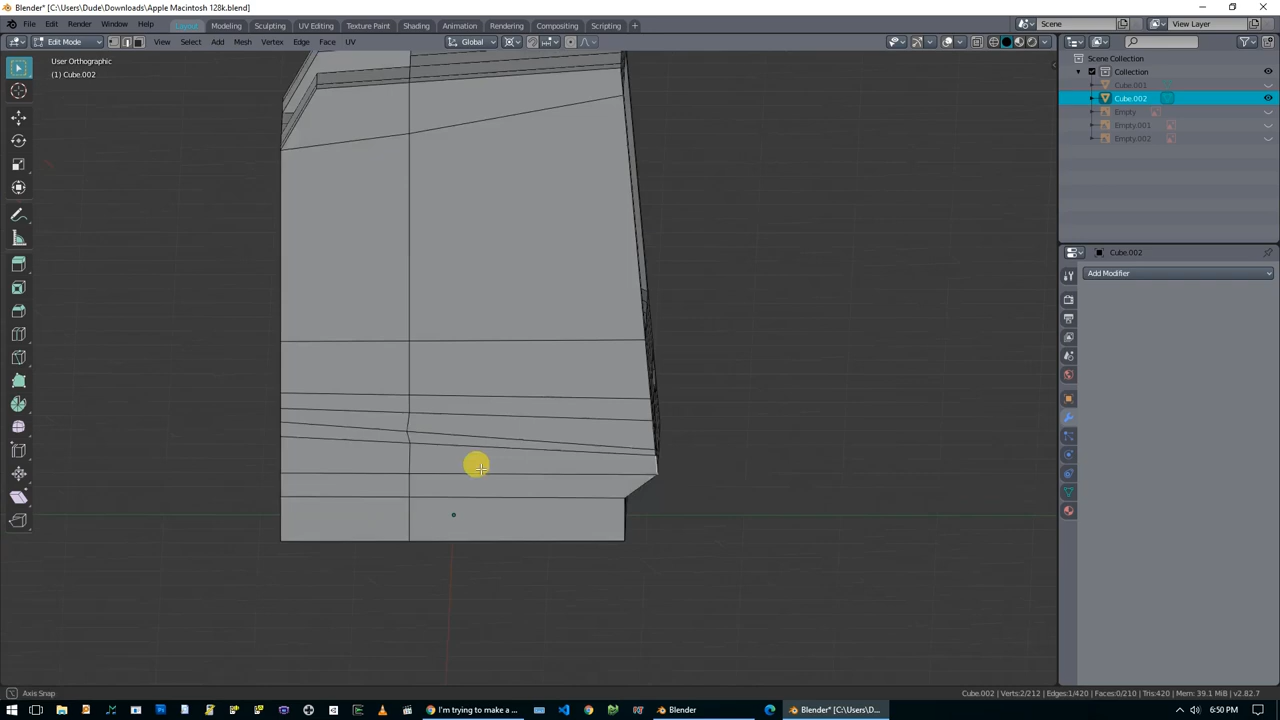 Blender* [C:\Users\Dude\Downloads\Apple Macintosh 128k.blend]
File Edit Render Window Help Layout Modeling Sculpting UV Editing Texture Paint Shading Animation Rendering Compositing Scripting + Scene View Layer
Edit Mode View Select Add Mesh Vertex Edge Face UV Global
User Orthographic
(1) Cube.002
Scene Collection
Collection
Cube.001
Cube.002
Empty
Empty.001
Empty.002
Cube.002
Add Modifier
Axis Snap
Cube.002 | Verts:2/212 | Edges:1/420 | Faces:0/210 | Tris:420 | Mem: 39.1 MiB | v2.82.7
I'm trying to make a ... Blender Blender* [C:\Users\D... 6:50 PM